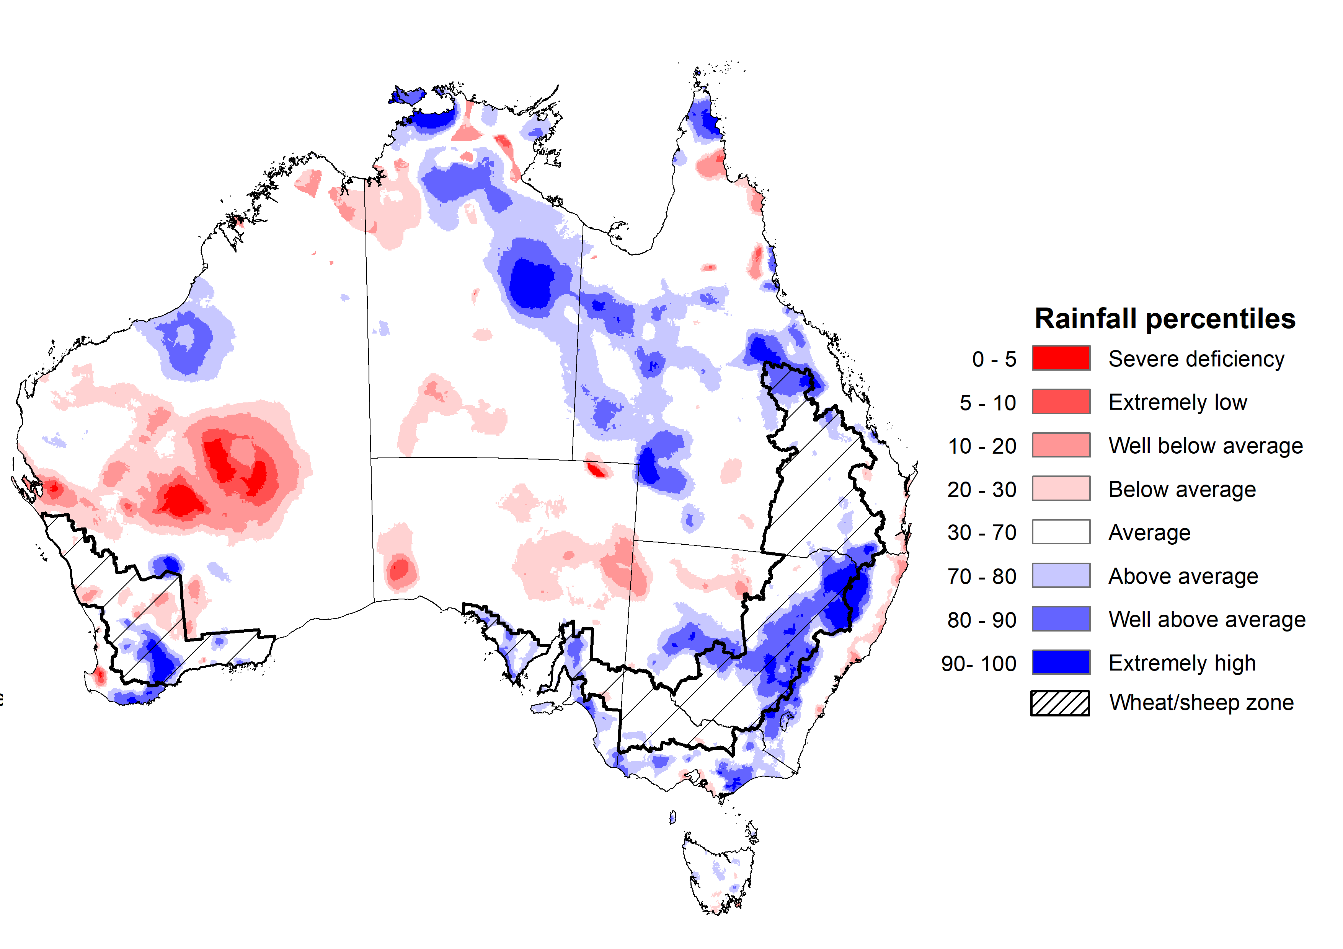 Rainfall percentiles
0 - 5 Severe deficiency
5 - 10 Extremely low
10 - 20 Well below average
20 - 30 Below average
30 - 70 Average
70 - 80 Above average
80 - 90 Well above average
90- 100 Extremely high
Wheat/sheep zone